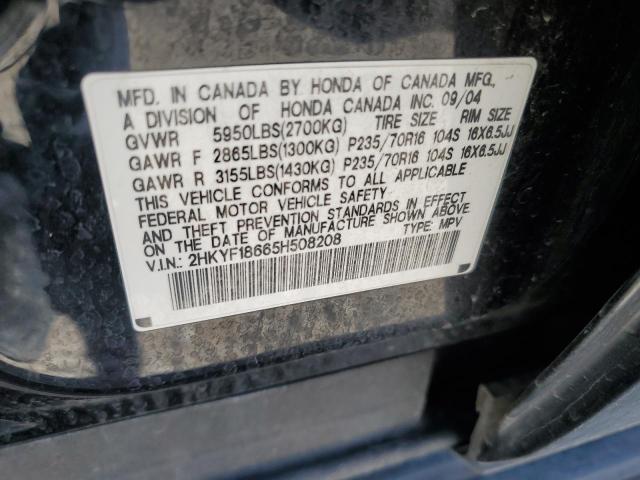 MFD. IN CANADA BY HONDA OF CANADA MFG.,
A DIVISION OF HONDA CANADA INC. 09/04
GVWR 5950LBS(2700KG) TIRE SIZE RIM SIZE
GAWR F 2865LBS(1300KG) P235/70R16 104S 16X6.5JJ
GAWR R 3155LBS(1430KG) P235/70R16 104S 16X6.5JJ
THIS VEHICLE CONFORMS TO ALL APPLICABLE
FEDERAL MOTOR VEHICLE SAFETY
AND THEFT PREVENTION STANDARDS IN EFFECT
ON THE DATE OF MANUFACTURE SHOWN ABOVE.
V.I.N.: 2HKYF18665H508208 TYPE: MPV